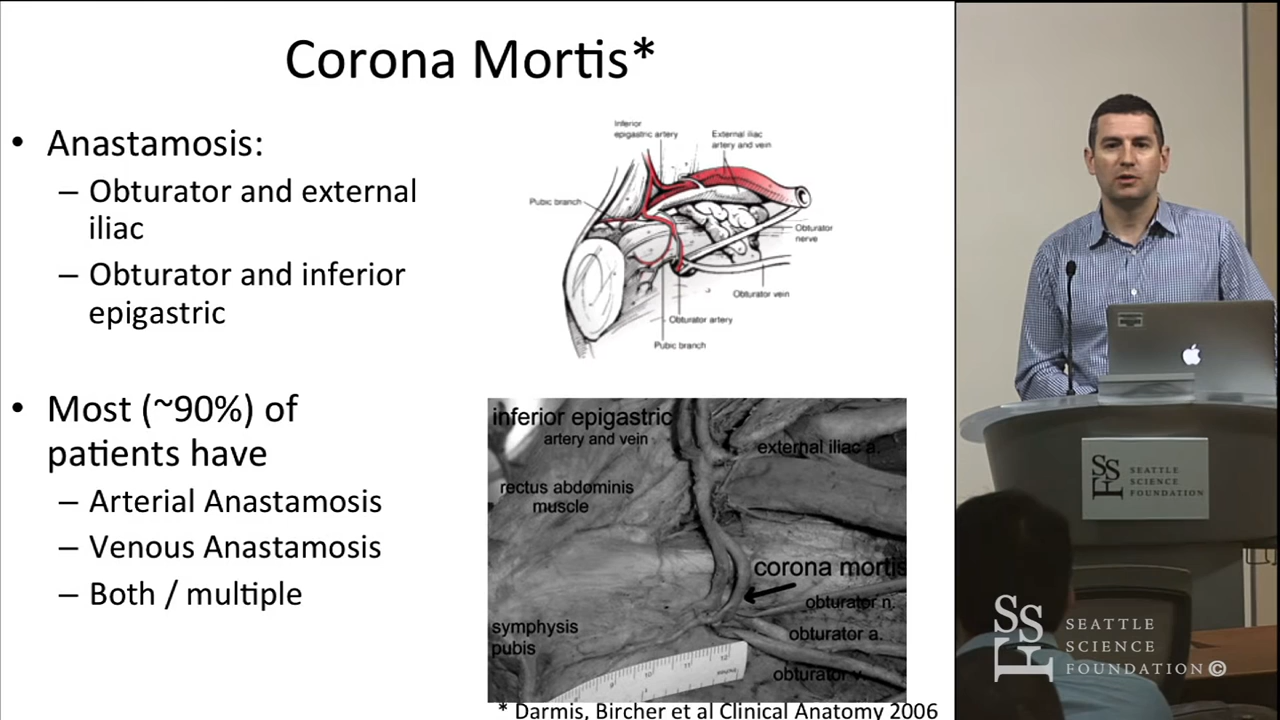 Corona Mortis*
• Anastamosis:
– Obturator and external
iliac
– Obturator and inferior
epigastric
• Most (~90%) of
patients have
– Arterial Anastamosis
– Venous Anastamosis
– Both / multiple
Inferior
epigastric artery
External iliac
artery and vein
Pubic branch
Obturator
nerve
Obturator vein
Obturator artery
Pubic branch
inferior epigastric
artery and vein
external iliac a.
rectus abdominis
muscle
corona mortis
obturator n.
symphysis
pubis
obturator a.
obturator v.
* Darmis, Bircher et al Clinical Anatomy 2006
SSF
SEATTLE
SCIENCE
FOUNDATION
SSF
SEATTLE
SCIENCE
FOUNDATION©